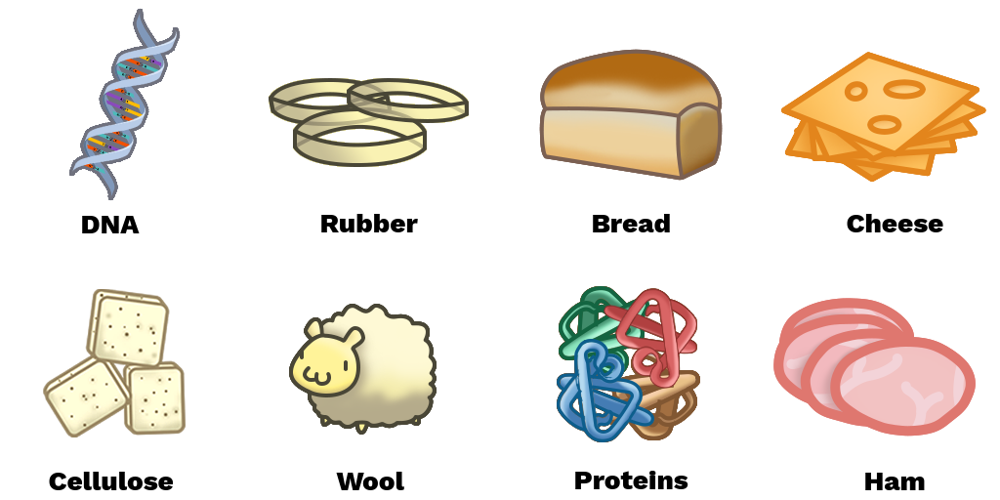 DNA
Rubber
Bread
Cheese
Cellulose
Wool
Proteins
Ham